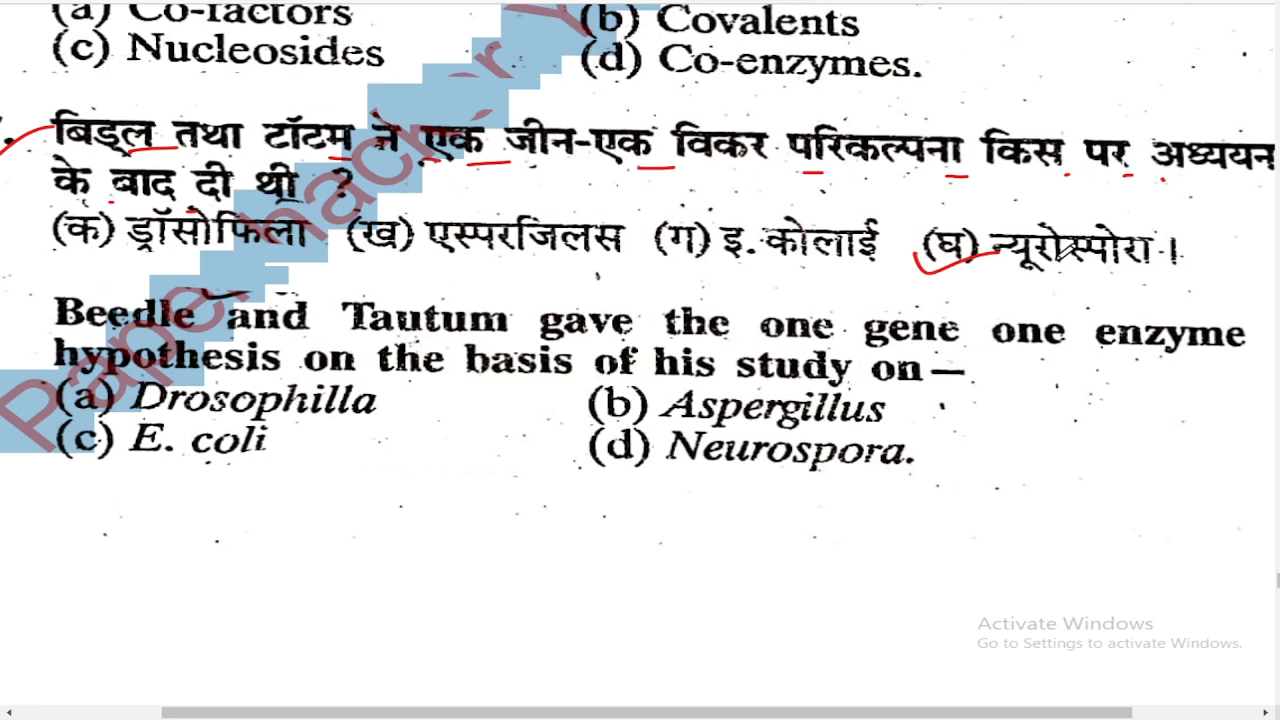 (a) Co-factors (b) Covalents
(c) Nucleosides (d) Co-enzymes.
बिड्ल तथा टॉटम ने एक जीन-एक विकर परिकल्पना किस पर अध्ययन
के बाद दी थी ?
(क) ड्रॉसोफिला (ख) एस्परजिलस (ग) इ. कोलाई (घ) न्यूरोस्पोरा।
Beedle and Tautum gave the one gene one enzyme
hypothesis on the basis of his study on—
(a) Drosophilla (b) Aspergillus
(c) E. coli (d) Neurospora.
Paper hacker Y
Activate Windows
Go to Settings to activate Windows.